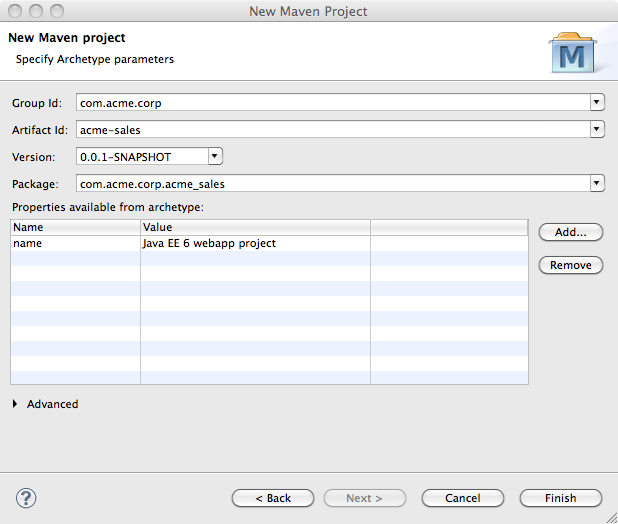 New Maven Project
New Maven project
Specify Archetype parameters
M
Group Id: com.acme.corp
Artifact Id: acme-sales
Version: 0.0.1-SNAPSHOT
Package: com.acme.corp.acme_sales
Properties available from archetype:
Name Value
name Java EE 6 webapp project
Add...
Remove
Advanced
? < Back Next > Cancel Finish